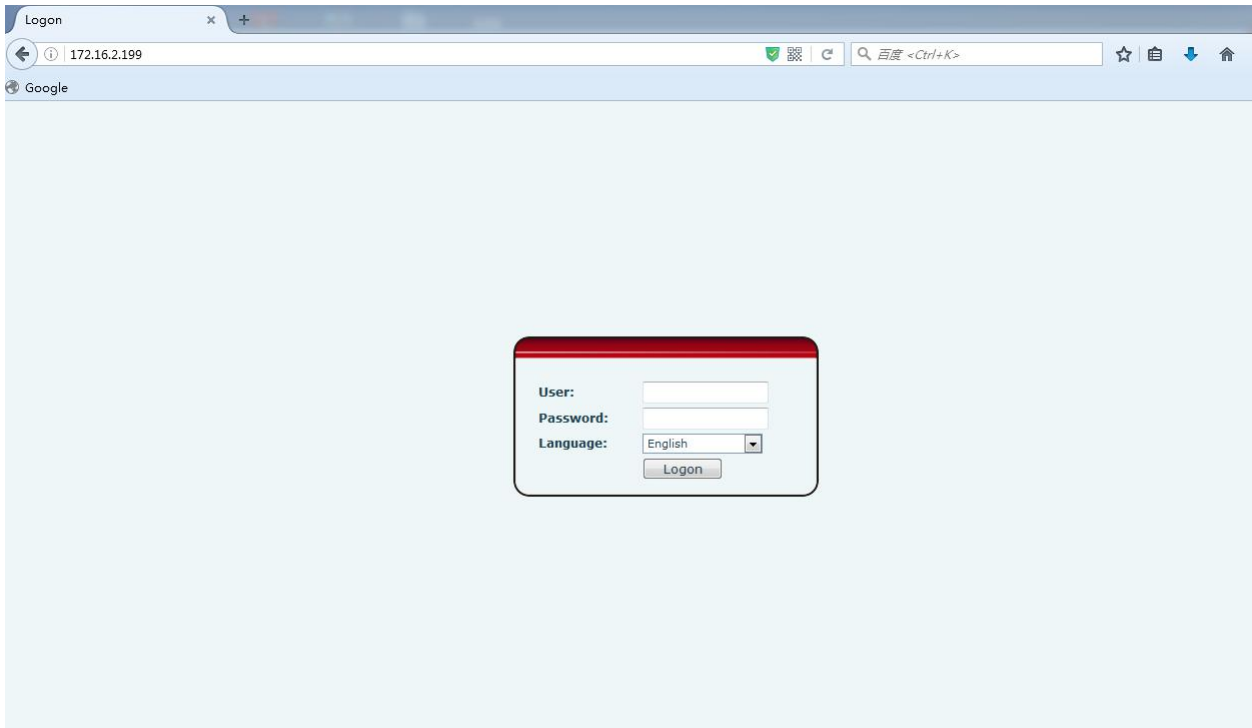 Logon
172.16.2.199
百度 <Ctrl+K>
Google
User:
Password:
Language: English
Logon